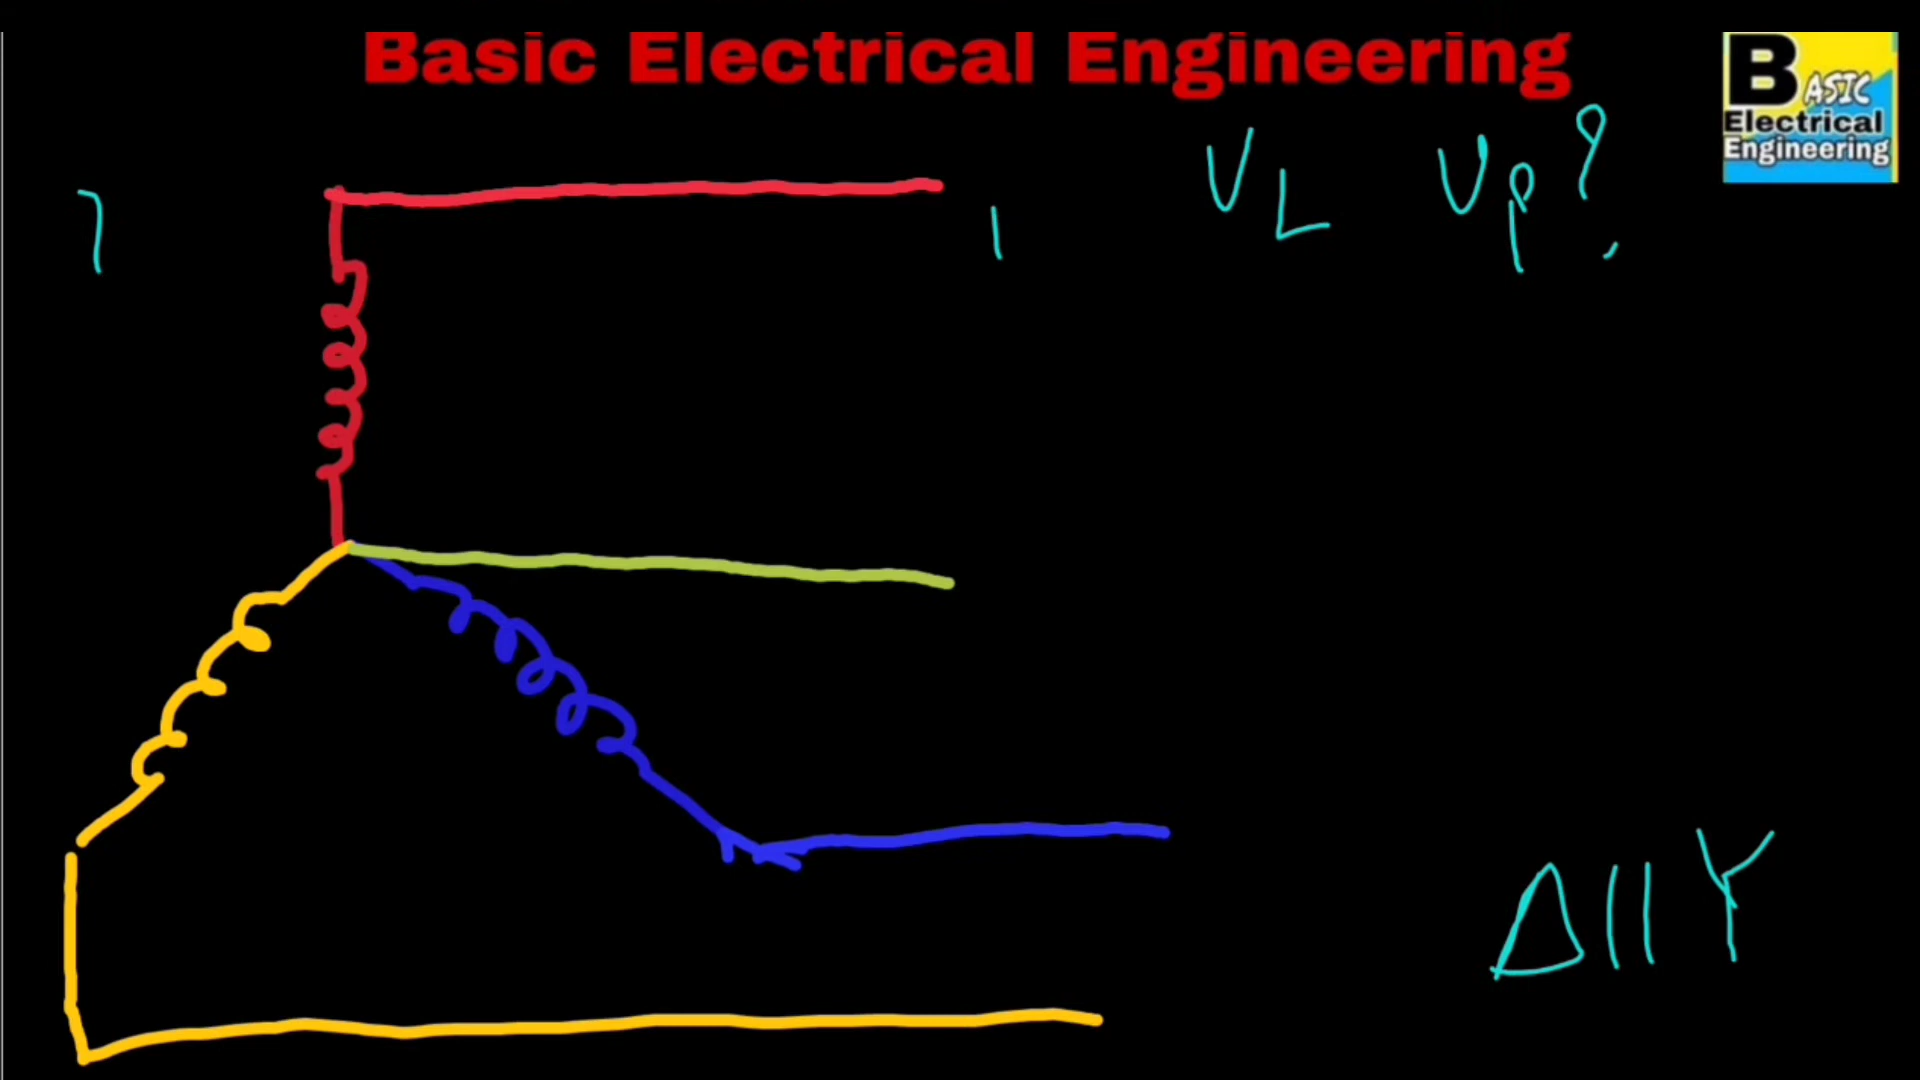 Basic Electrical Engineering
BASIC
Electrical
Engineering
VL Vp?
Δ||Y